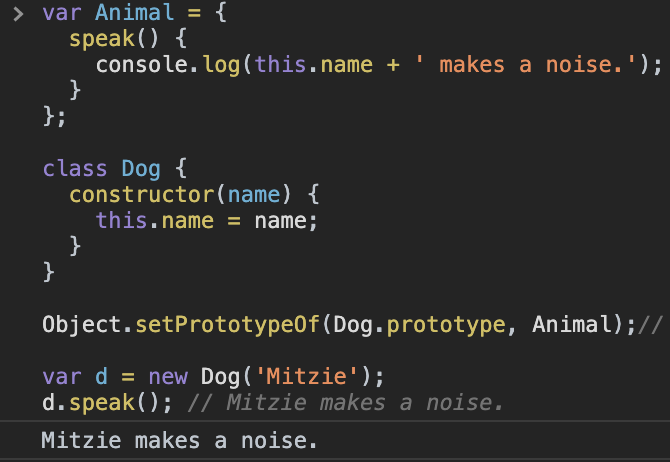 > var Animal = {
  speak() {
    console.log(this.name + ' makes a noise.');
  }
};

class Dog {
  constructor(name) {
    this.name = name;
  }
}

Object.setPrototypeOf(Dog.prototype, Animal);//

var d = new Dog('Mitzie');
d.speak(); // Mitzie makes a noise.
Mitzie makes a noise.